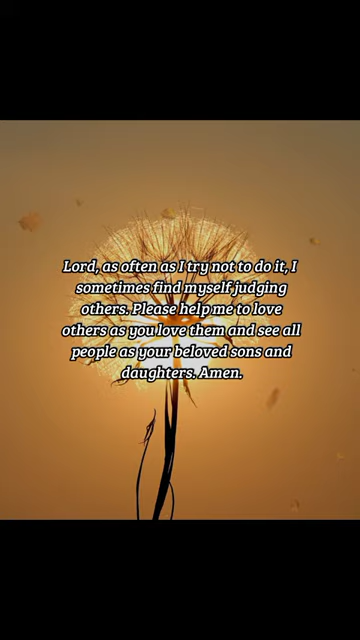 Lord, as often as I try not to do it, I
sometimes find myself judging
others. Please help me to love
others as you love them and see all
people as your beloved sons and
daughters. Amen.